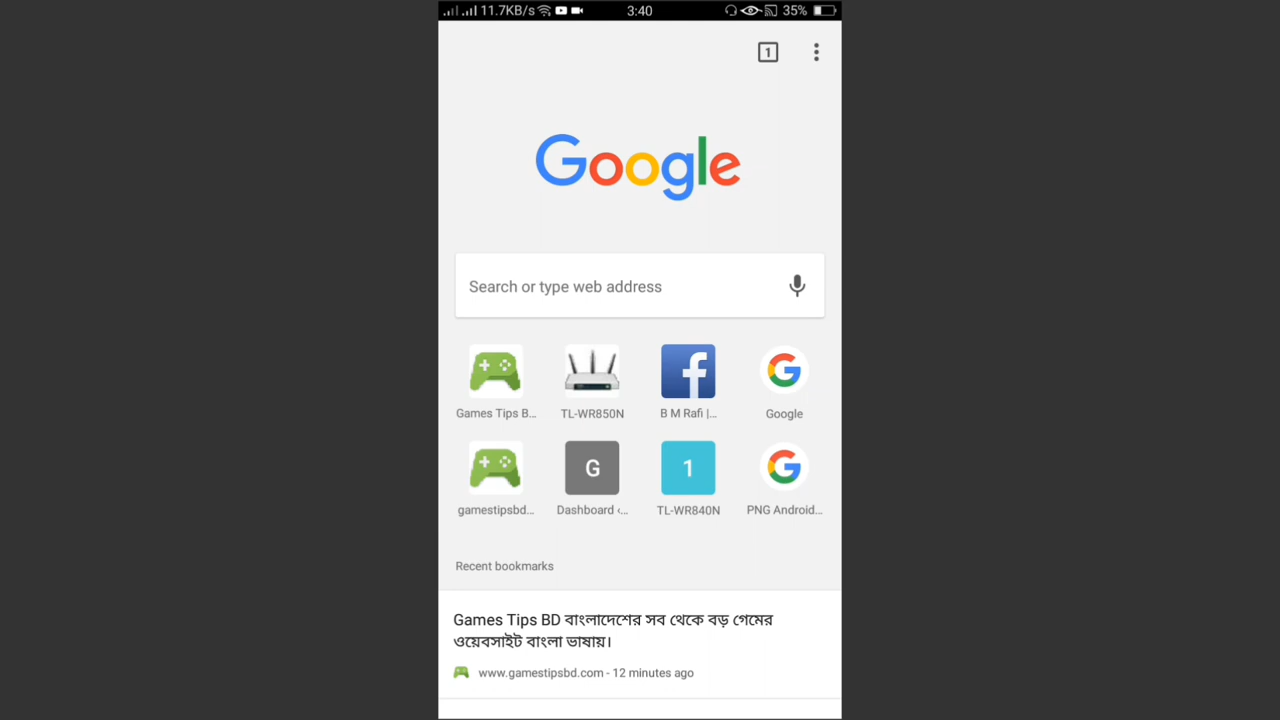 11.7KB/s 3:40 35%
1
Google
Search or type web address
Games Tips B... TL-WR850N B M Rafi |... Google
G 1
gamestipsbd... Dashboard ‹... TL-WR840N PNG Android...
Recent bookmarks
Games Tips BD বাংলাদেশের সব থেকে বড় গেমের
ওয়েবসাইট বাংলা ভাষায়।
www.gamestipsbd.com - 12 minutes ago